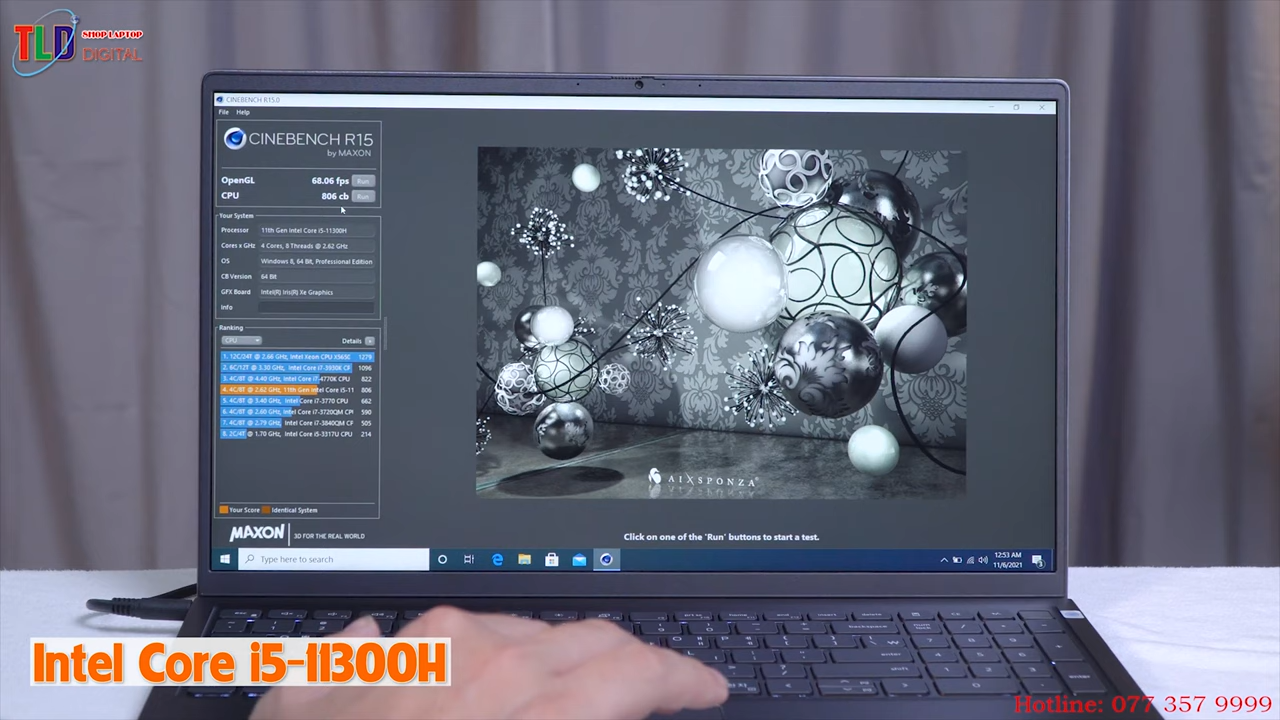 TLD SHOP LAPTOP
DIGITAL
CINEBENCH R15.0
File Help
CINEBENCH R15
by MAXON
OpenGL 68.06 fps Run
CPU 806 cb Run
Your System
Processor 11th Gen Intel Core i5-11300H
Cores x GHz 4 Cores, 8 Threads @ 2.62 GHz
OS Windows 8, 64 Bit, Professional Edition
CB Version 64 Bit
GFX Board Intel(R) Iris(R) Xe Graphics
Info
Ranking
CPU Details
1. 12C/24T @ 2.66 GHz, Intel Xeon CPU X5650 1279
2. 6C/12T @ 3.30 GHz, Intel Core i7-3930K CP 1096
3. 4C/8T @ 4.40 GHz, Intel Core i7-4770K CPU 822
4. 4C/8T @ 2.62 GHz, 11th Gen Intel Core i5-11 806
5. 4C/8T @ 3.40 GHz, Intel Core i7-3770 CPU 662
6. 4C/8T @ 2.60 GHz, Intel Core i7-3720QM CP 590
7. 4C/8T @ 2.79 GHz, Intel Core i7-3840QM CP 505
8. 2C/4T @ 1.70 GHz, Intel Core i5-3317U CPU 214
Your Score Identical System
MAXON 3D FOR THE REAL WORLD
AIXSPONZA
Click on one of the 'Run' buttons to start a test.
Type here to search
12:53 AM
11/6/2021
home end insert delete
backspace
enter
shift
enter
Intel Core i5-11300H
Hotline: 077 357 9999